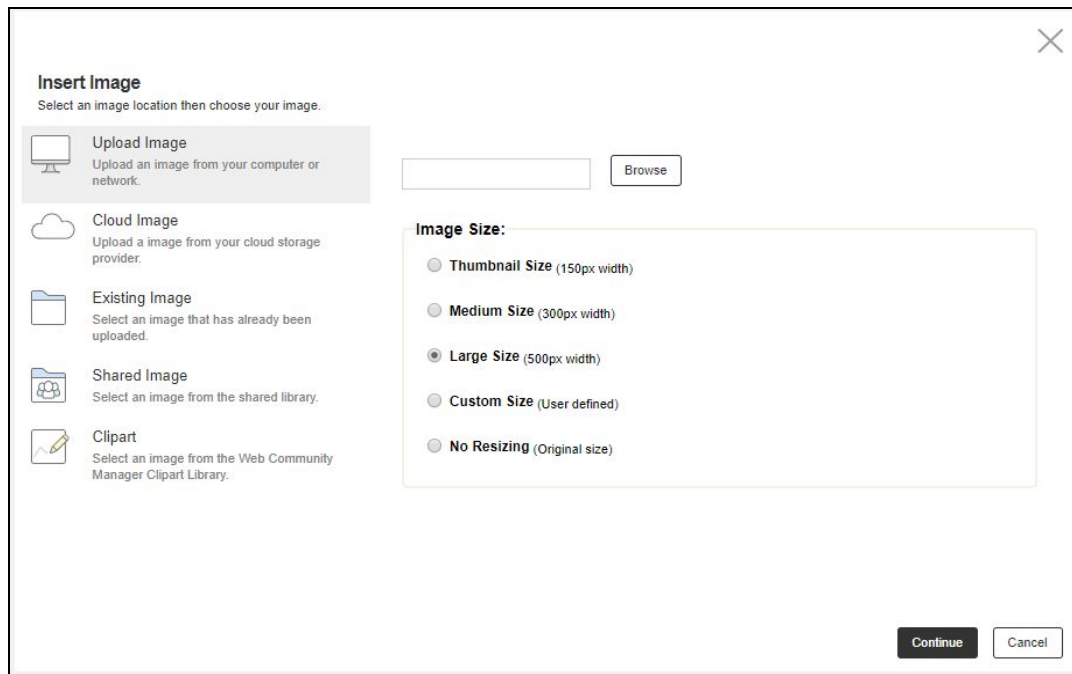 Insert Image
Select an image location then choose your image.
Upload Image
Upload an image from your computer or
network.
Cloud Image
Upload a image from your cloud storage
provider.
Existing Image
Select an image that has already been
uploaded.
Shared Image
Select an image from the shared library.
Clipart
Select an image from the Web Community
Manager Clipart Library.
Browse
Image Size:
Thumbnail Size (150px width)
Medium Size (300px width)
Large Size (500px width)
Custom Size (User defined)
No Resizing (Original size)
Continue
Cancel